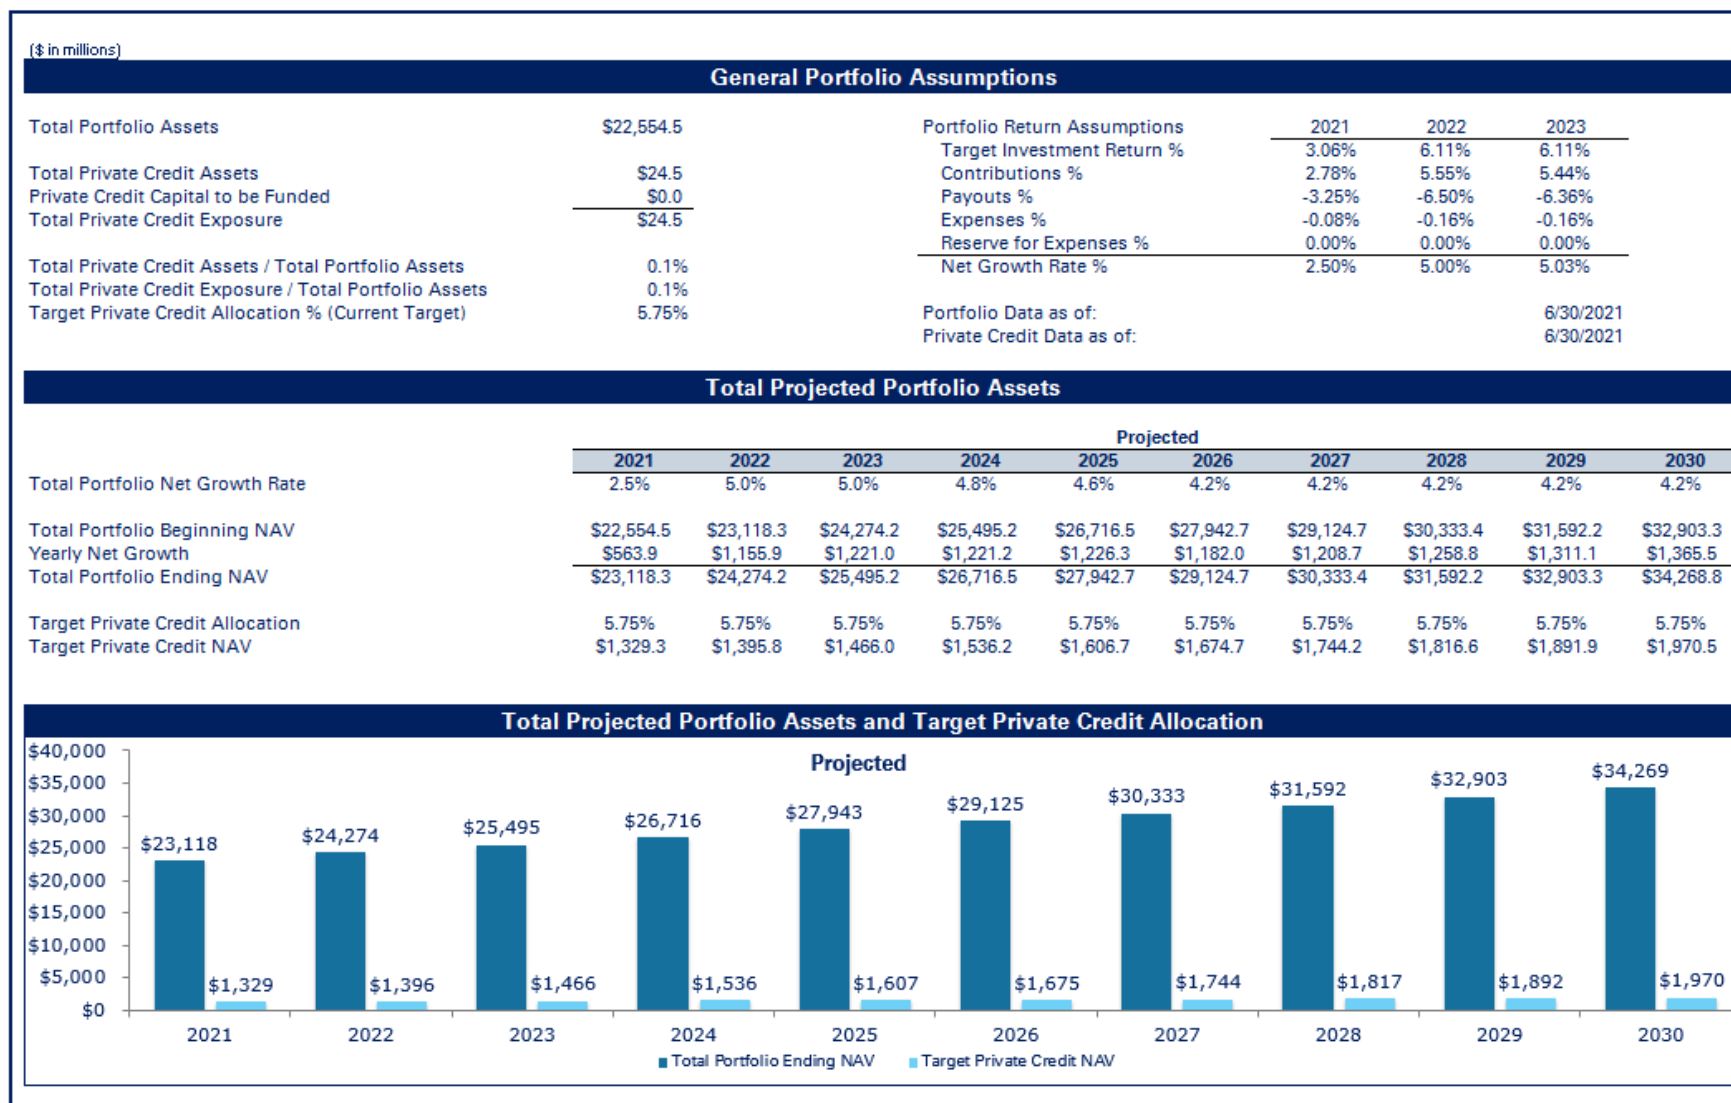 ($ in millions)
General Portfolio Assumptions
Total Portfolio Assets $22,554.5 Portfolio Return Assumptions 2021 2022 2023
Target Investment Return % 3.06% 6.11% 6.11%
Total Private Credit Assets $24.5 Contributions % 2.78% 5.55% 5.44%
Private Credit Capital to be Funded $0.0 Payouts % -3.25% -6.50% -6.36%
Total Private Credit Exposure $24.5 Expenses % -0.08% -0.16% -0.16%
Reserve for Expenses % 0.00% 0.00% 0.00%
Total Private Credit Assets / Total Portfolio Assets 0.1% Net Growth Rate % 2.50% 5.00% 5.03%
Total Private Credit Exposure / Total Portfolio Assets 0.1%
Target Private Credit Allocation % (Current Target) 5.75% Portfolio Data as of: 6/30/2021
Private Credit Data as of: 6/30/2021
Total Projected Portfolio Assets
Projected
2021 2022 2023 2024 2025 2026 2027 2028 2029 2030
Total Portfolio Net Growth Rate 2.5% 5.0% 5.0% 4.8% 4.6% 4.2% 4.2% 4.2% 4.2% 4.2%
Total Portfolio Beginning NAV $22,554.5 $23,118.3 $24,274.2 $25,495.2 $26,716.5 $27,942.7 $29,124.7 $30,333.4 $31,592.2 $32,903.3
Yearly Net Growth $563.9 $1,155.9 $1,221.0 $1,221.2 $1,226.3 $1,182.0 $1,208.7 $1,258.8 $1,311.1 $1,365.5
Total Portfolio Ending NAV $23,118.3 $24,274.2 $25,495.2 $26,716.5 $27,942.7 $29,124.7 $30,333.4 $31,592.2 $32,903.3 $34,268.8
Target Private Credit Allocation 5.75% 5.75% 5.75% 5.75% 5.75% 5.75% 5.75% 5.75% 5.75% 5.75%
Target Private Credit NAV $1,329.3 $1,395.8 $1,466.0 $1,536.2 $1,606.7 $1,674.7 $1,744.2 $1,816.6 $1,891.9 $1,970.5
Total Projected Portfolio Assets and Target Private Credit Allocation
Projected
$40,000
$35,000
$30,000
$25,000
$20,000
$15,000
$10,000
$5,000
$0
$23,118 $24,274 $25,495 $26,716 $27,943 $29,125 $30,333 $31,592 $32,903 $34,269
$1,329 $1,396 $1,466 $1,536 $1,607 $1,675 $1,744 $1,817 $1,892 $1,970
2021 2022 2023 2024 2025 2026 2027 2028 2029 2030
Total Portfolio Ending NAV Target Private Credit NAV